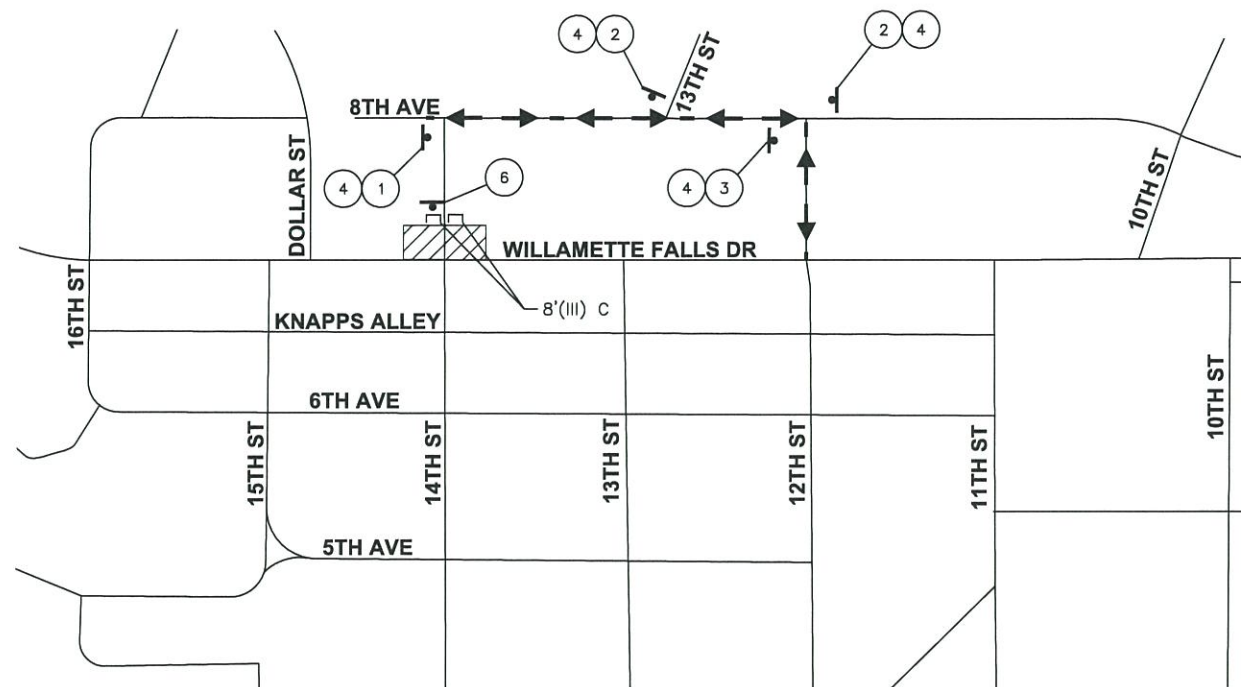 4 2
2 4
13TH ST
8TH AVE
4 1
6
4 3
DOLLAR ST
10TH ST
WILLAMETTE FALLS DR
8'(III) C
16TH ST
KNAPPS ALLEY
6TH AVE
15TH ST
14TH ST
13TH ST
12TH ST
11TH ST
10TH ST
5TH AVE